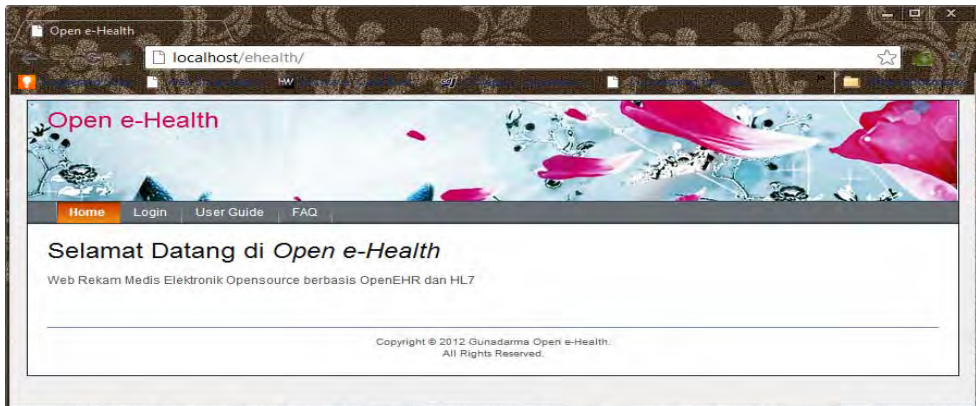 Open e-Health
localhost/ehealth/
Open e-Health
Home Login User Guide FAQ
Selamat Datang di Open e-Health
Web Rekam Medis Elektronik Opensource berbasis OpenEHR dan HL7
Copyright © 2012 Gunadarma Open e-Health.
All Rights Reserved.